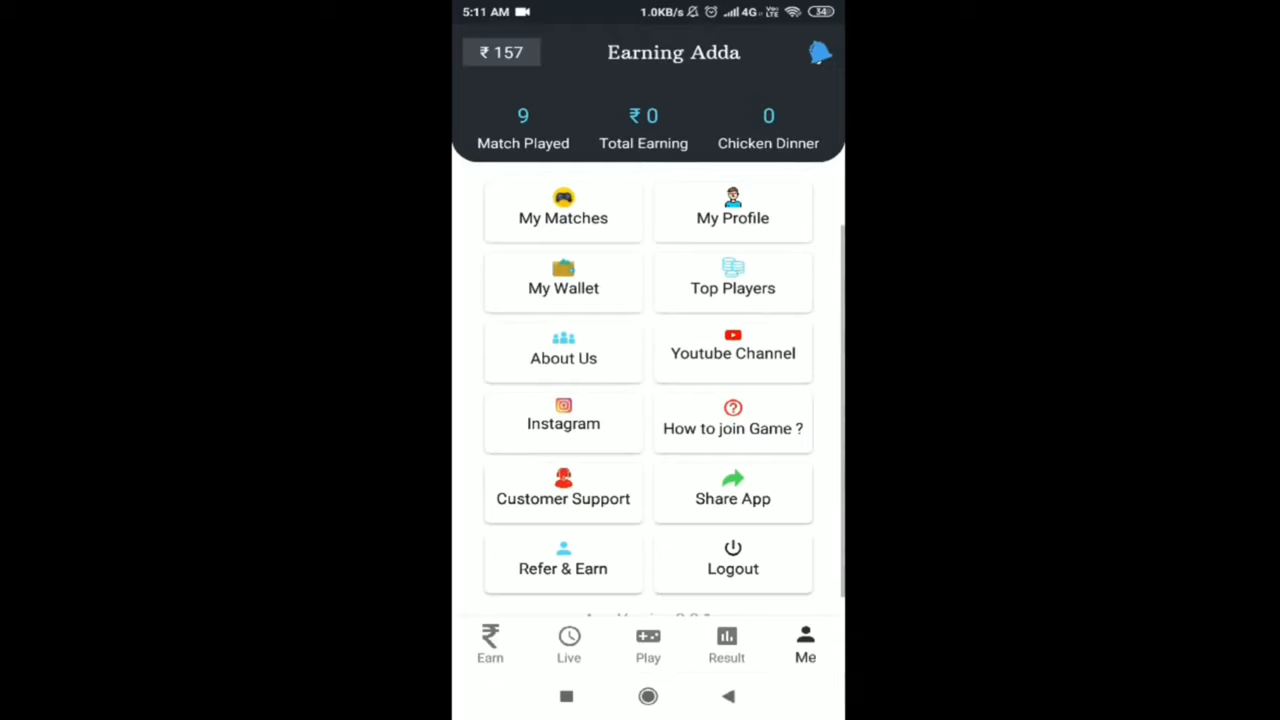 5:11 AM 1.0KB/s 4G Vo LTE 34
₹ 157 Earning Adda
9 ₹ 0 0
Match Played Total Earning Chicken Dinner
My Matches My Profile
My Wallet Top Players
About Us Youtube Channel
Instagram How to join Game ?
Customer Support Share App
Refer & Earn Logout
Earn Live Play Result Me